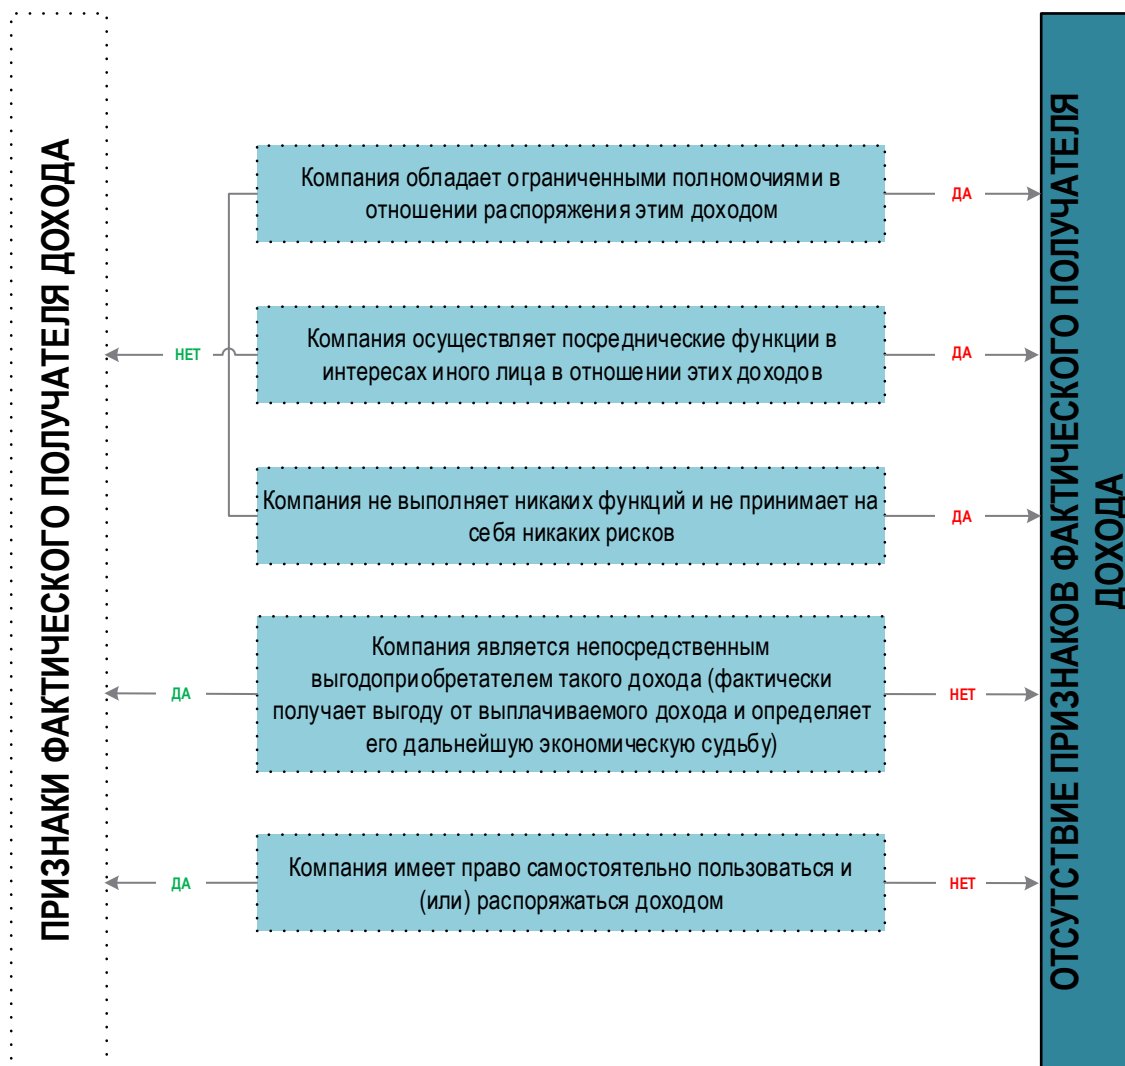 ПРИЗНАКИ ФАКТИЧЕСКОГО ПОЛУЧАТЕЛЯ ДОХОДА
Компания обладает ограниченными полномочиями в
отношении распоряжения этим доходом
ДА
НЕТ
Компания осуществляет посреднические функции в
интересах иного лица в отношении этих доходов
ДА
Компания не выполняет никаких функций и не принимает на
себя никаких рисков
ДА
ДА
Компания является непосредственным
выгодоприобретателем такого дохода (фактически
получает выгоду от выплачиваемого дохода и определяет
его дальнейшую экономическую судьбу)
НЕТ
ДА
Компания имеет право самостоятельно пользоваться и
(или) распоряжаться доходом
НЕТ
ОТСУТСТВИЕ ПРИЗНАКОВ ФАКТИЧЕСКОГО ПОЛУЧАТЕЛЯ
ДОХОДА